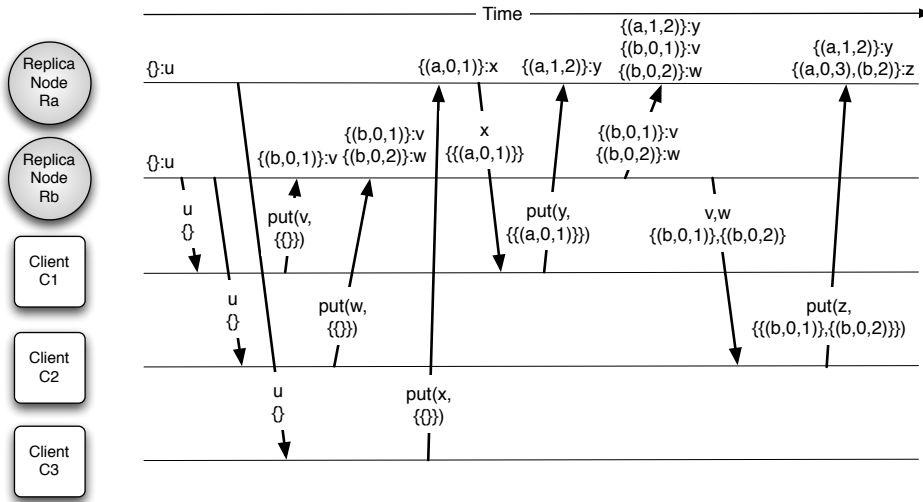 Time
Replica
Node
Ra
{}:u
{(a,0,1)}:x
{(a,1,2)}:y
{(a,1,2)}:y
{(b,0,1)}:v
{(b,0,2)}:w
{(a,1,2)}:y
{(a,0,3),(b,2)}:z
Replica
Node
Rb
{}:u
{(b,0,1)}:v
{(b,0,1)}:v
{(b,0,2)}:w
x
{{(a,0,1)}}
{(b,0,1)}:v
{(b,0,2)}:w
u
{}
put(v,
{{}})
put(y,
{{(a,0,1)}})
v,w
{(b,0,1)},{(b,0,2)}
Client
C1
u
{}
put(w,
{{}})
put(z,
{{(b,0,1)},{(b,0,2)}})
Client
C2
u
{}
put(x,
{{}})
Client
C3